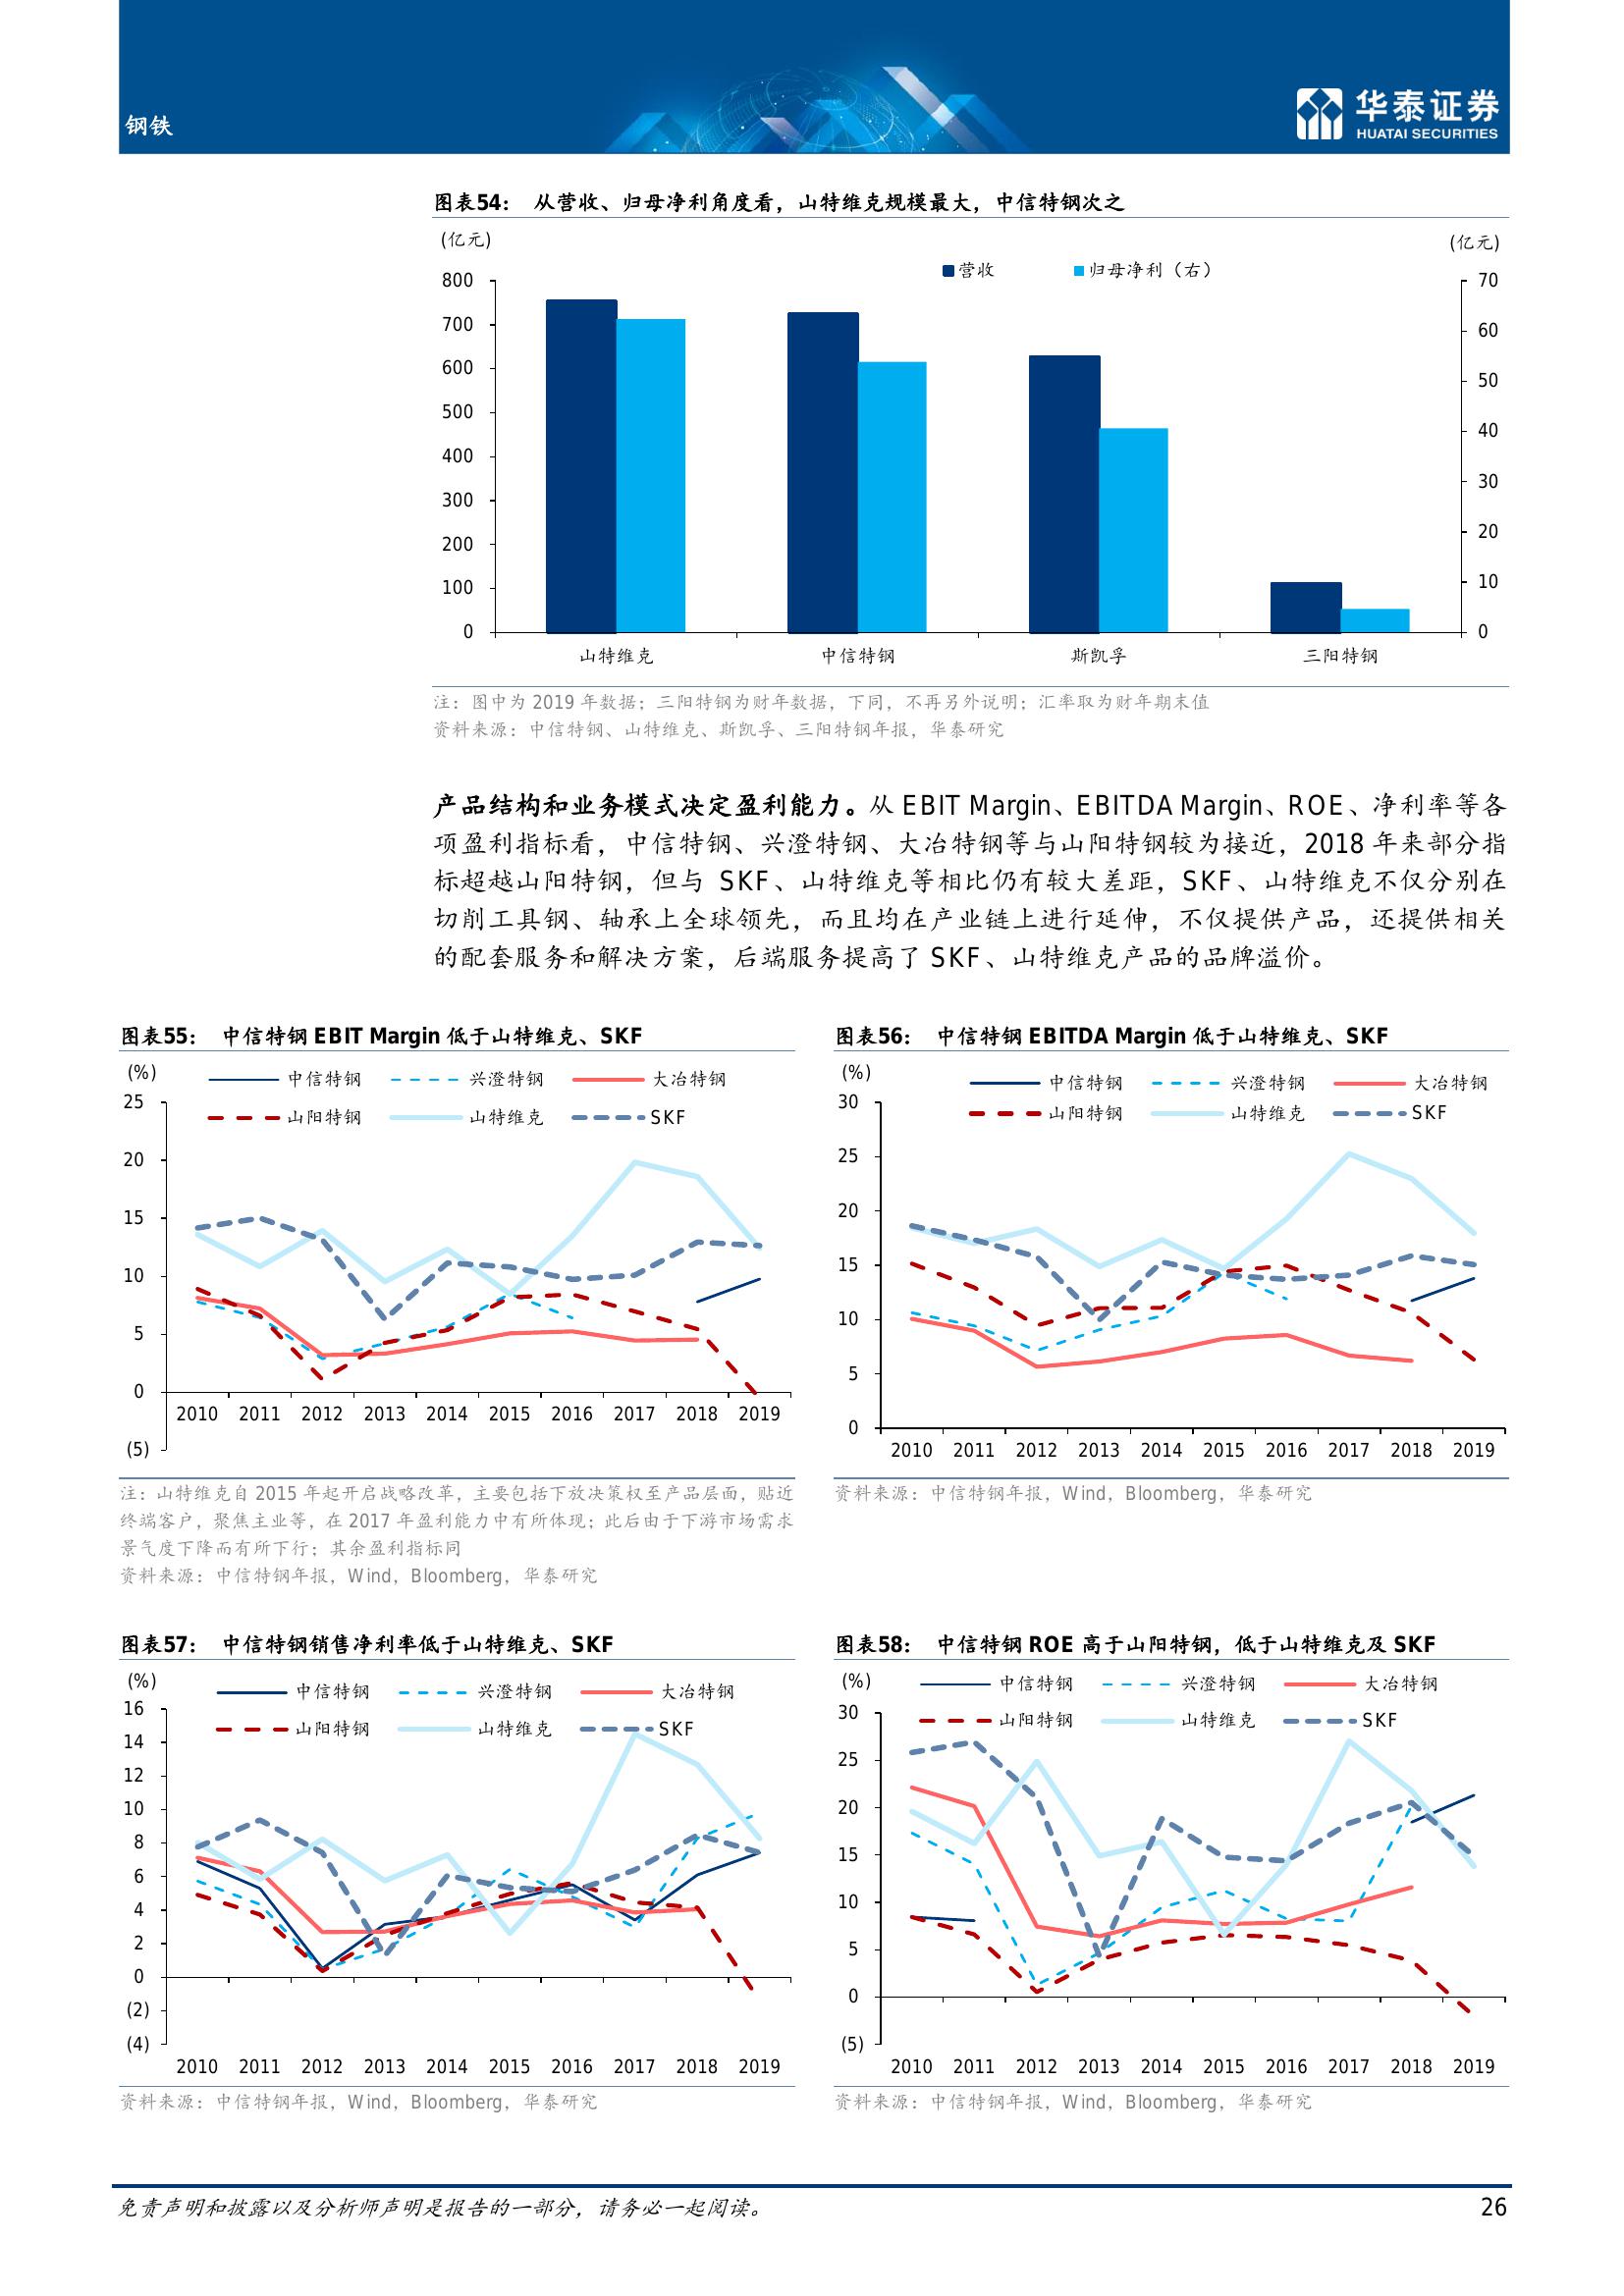 钢铁
华泰证券
HUATAI SECURITIES
图表54： 从营收、归母净利角度看，山特维克规模最大，中信特钢次之
(亿元) (亿元)
营收 归母净利（右）
800 70
700 60
600 50
500 40
400 30
300 20
200 10
100 0
0
山特维克 中信特钢 斯凯孚 三阳特钢
注：图中为 2019 年数据；三阳特钢为财年数据，下同，不再另外说明；汇率取为财年期末值
资料来源：中信特钢、山特维克、斯凯孚、三阳特钢年报，华泰研究
产品结构和业务模式决定盈利能力。从 EBIT Margin、EBITDA Margin、ROE、净利率等各
项盈利指标看，中信特钢、兴澄特钢、大冶特钢等与山阳特钢较为接近，2018 年来部分指
标超越山阳特钢，但与 SKF、山特维克等相比仍有较大差距，SKF、山特维克不仅分别在
切削工具钢、轴承上全球领先，而且均在产业链上进行延伸，不仅提供产品，还提供相关
的配套服务和解决方案，后端服务提高了 SKF、山特维克产品的品牌溢价。
图表55： 中信特钢 EBIT Margin 低于山特维克、SKF
(%)
中信特钢 兴澄特钢 大冶特钢
山阳特钢 山特维克 SKF
25
20
15
10
5
0
(5)
2010 2011 2012 2013 2014 2015 2016 2017 2018 2019
注：山特维克自 2015 年起开启战略改革，主要包括下放决策权至产品层面，贴近
终端客户，聚焦主业等，在 2017 年盈利能力中有所体现；此后由于下游市场需求
景气度下降而有所下行；其余盈利指标同
资料来源：中信特钢年报，Wind，Bloomberg，华泰研究
图表56： 中信特钢 EBITDA Margin 低于山特维克、SKF
(%)
中信特钢 兴澄特钢 大冶特钢
山阳特钢 山特维克 SKF
30
25
20
15
10
5
0
2010 2011 2012 2013 2014 2015 2016 2017 2018 2019
资料来源：中信特钢年报，Wind，Bloomberg，华泰研究
图表57： 中信特钢销售净利率低于山特维克、SKF
(%)
中信特钢 兴澄特钢 大冶特钢
山阳特钢 山特维克 SKF
16
14
12
10
8
6
4
2
0
(2)
(4)
2010 2011 2012 2013 2014 2015 2016 2017 2018 2019
资料来源：中信特钢年报，Wind，Bloomberg，华泰研究
图表58： 中信特钢 ROE 高于山阳特钢，低于山特维克及 SKF
(%)
中信特钢 兴澄特钢 大冶特钢
山阳特钢 山特维克 SKF
30
25
20
15
10
5
0
(5)
2010 2011 2012 2013 2014 2015 2016 2017 2018 2019
资料来源：中信特钢年报，Wind，Bloomberg，华泰研究
免责声明和披露以及分析师声明是报告的一部分，请务必一起阅读。 26